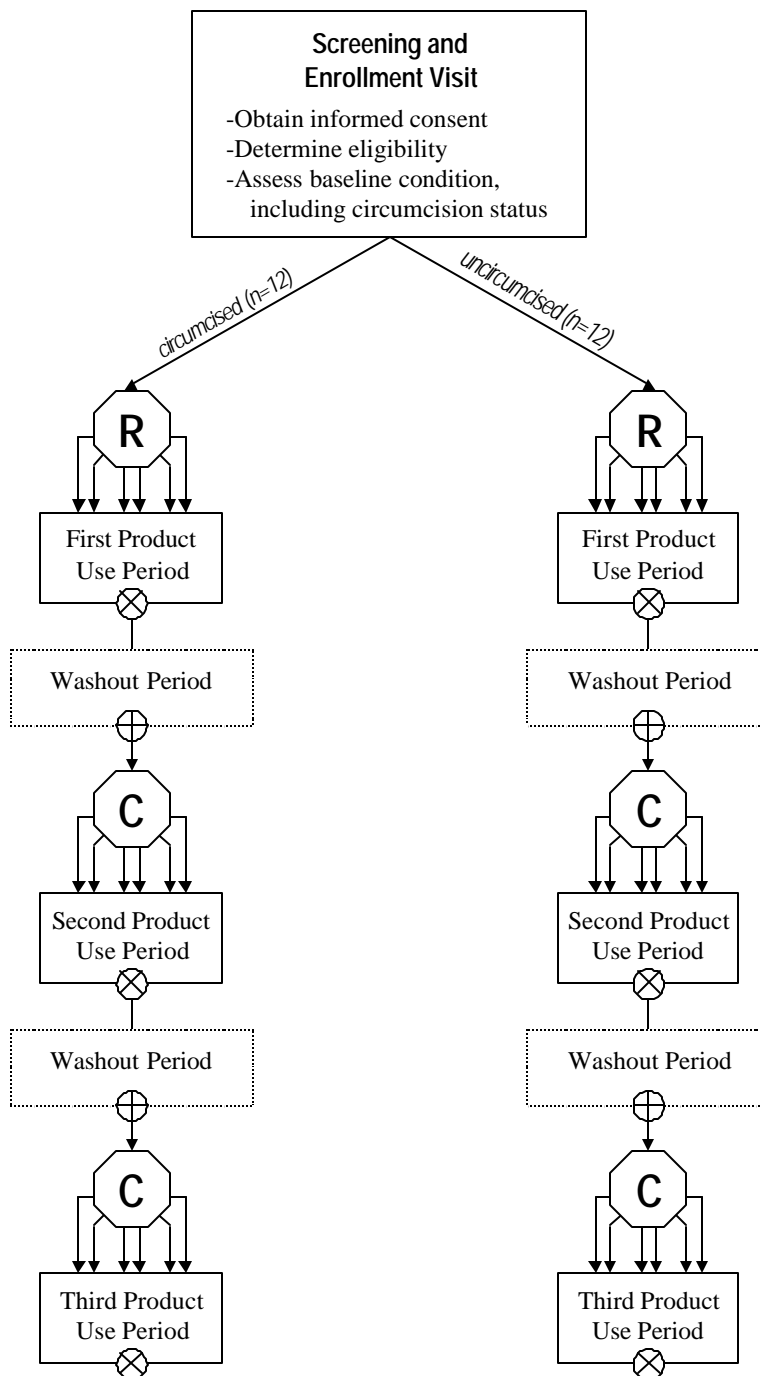 Screening and
Enrollment Visit
-Obtain informed consent
-Determine eligibility
-Assess baseline condition,
including circumcision status
circumcised (n=12)
uncircumcised (n=12)
R
R
First Product
Use Period
First Product
Use Period
Washout Period
Washout Period
C
C
Second Product
Use Period
Second Product
Use Period
Washout Period
Washout Period
C
C
Third Product
Use Period
Third Product
Use Period